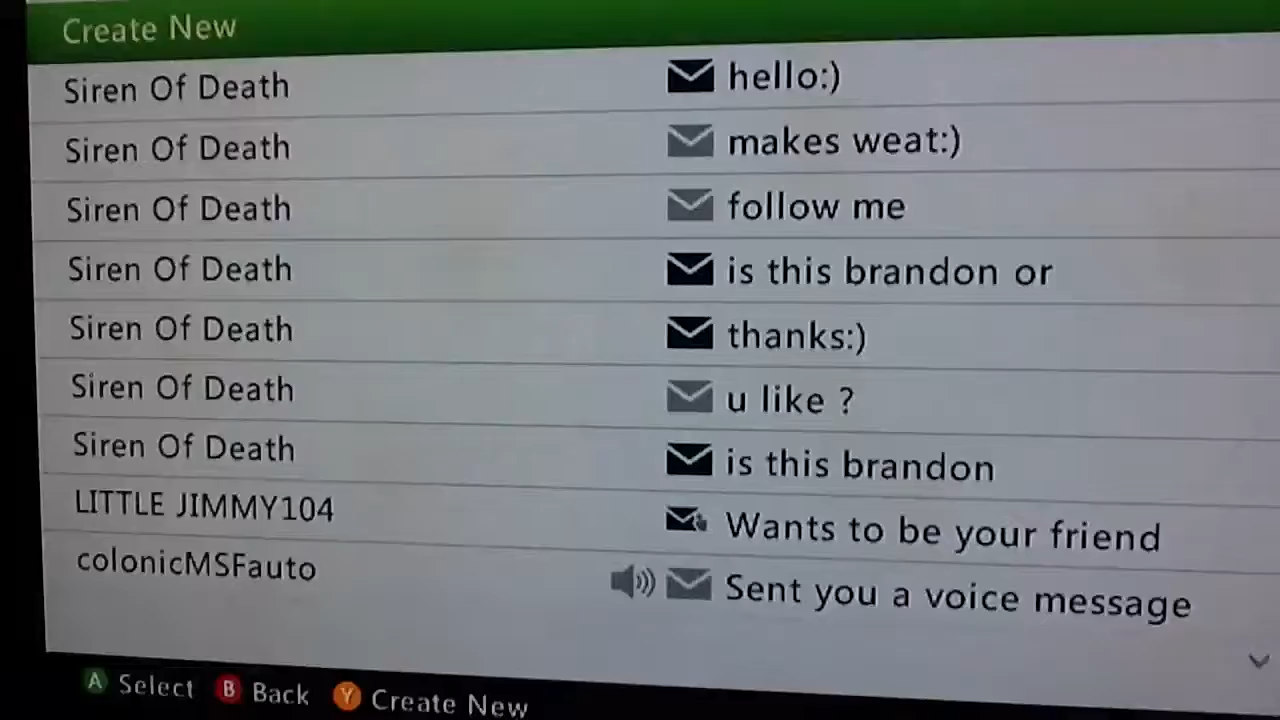 Create New
Siren Of Death hello:)
Siren Of Death makes weat:)
Siren Of Death follow me
Siren Of Death is this brandon or
Siren Of Death thanks:)
Siren Of Death u like ?
Siren Of Death is this brandon
LITTLE JIMMY104 Wants to be your friend
colonicMSFauto Sent you a voice message
A Select B Back Y Create New